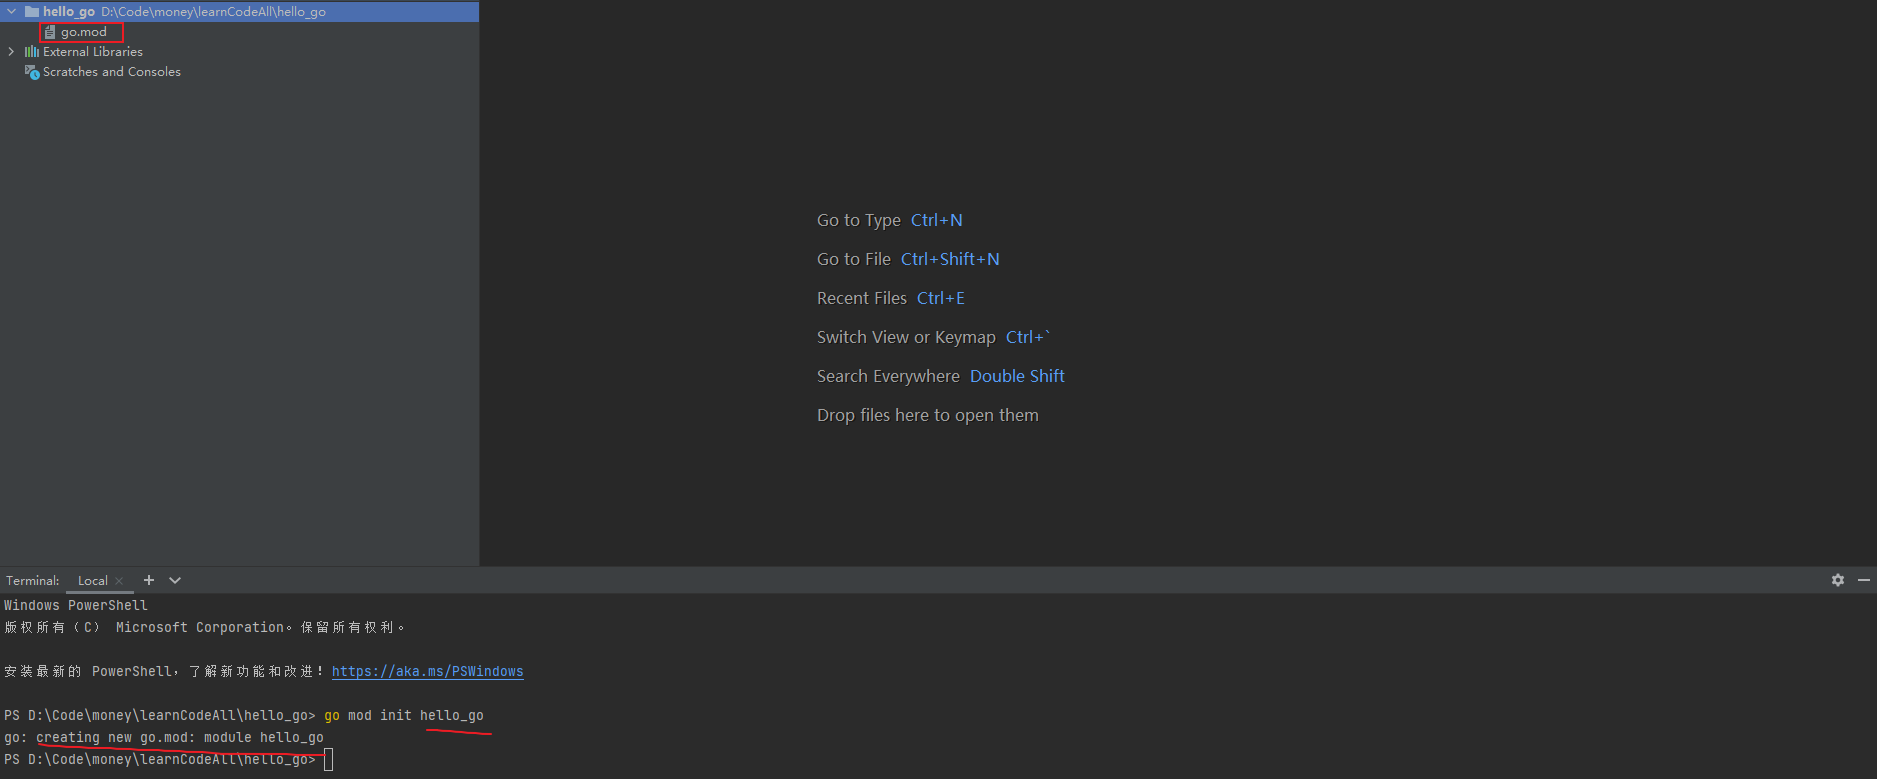 hello_go D:\Code\money\learnCodeAll\hello_go
go.mod
External Libraries
Scratches and Consoles
Go to Type Ctrl+N
Go to File Ctrl+Shift+N
Recent Files Ctrl+E
Switch View or Keymap Ctrl+`
Search Everywhere Double Shift
Drop files here to open them
Terminal: Local
Windows PowerShell
版权所有（C） Microsoft Corporation。保留所有权利。
安装最新的 PowerShell，了解新功能和改进！https://aka.ms/PSWindows
PS D:\Code\money\learnCodeAll\hello_go> go mod init hello_go
go: creating new go.mod: module hello_go
PS D:\Code\money\learnCodeAll\hello_go>